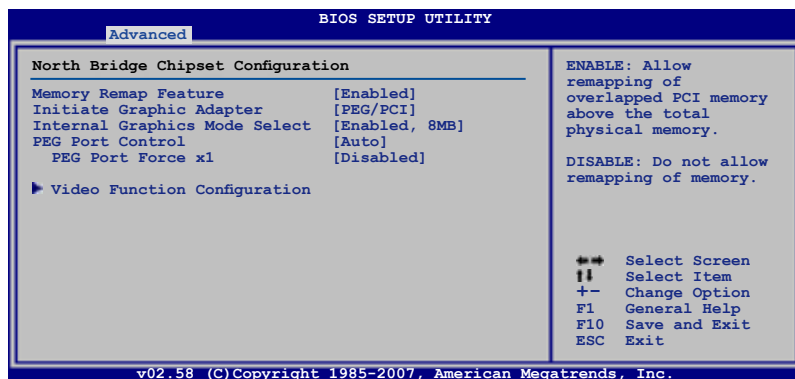 BIOS SETUP UTILITY
Advanced
North Bridge Chipset Configuration
Memory Remap Feature [Enabled]
Initiate Graphic Adapter [PEG/PCI]
Internal Graphics Mode Select [Enabled, 8MB]
PEG Port Control [Auto]
PEG Port Force x1 [Disabled]
Video Function Configuration
ENABLE: Allow
remapping of
overlapped PCI memory
above the total
physical memory.
DISABLE: Do not allow
remapping of memory.
Select Screen
Select Item
+- Change Option
F1 General Help
F10 Save and Exit
ESC Exit
v02.58 (C)Copyright 1985-2007, American Megatrends, Inc.